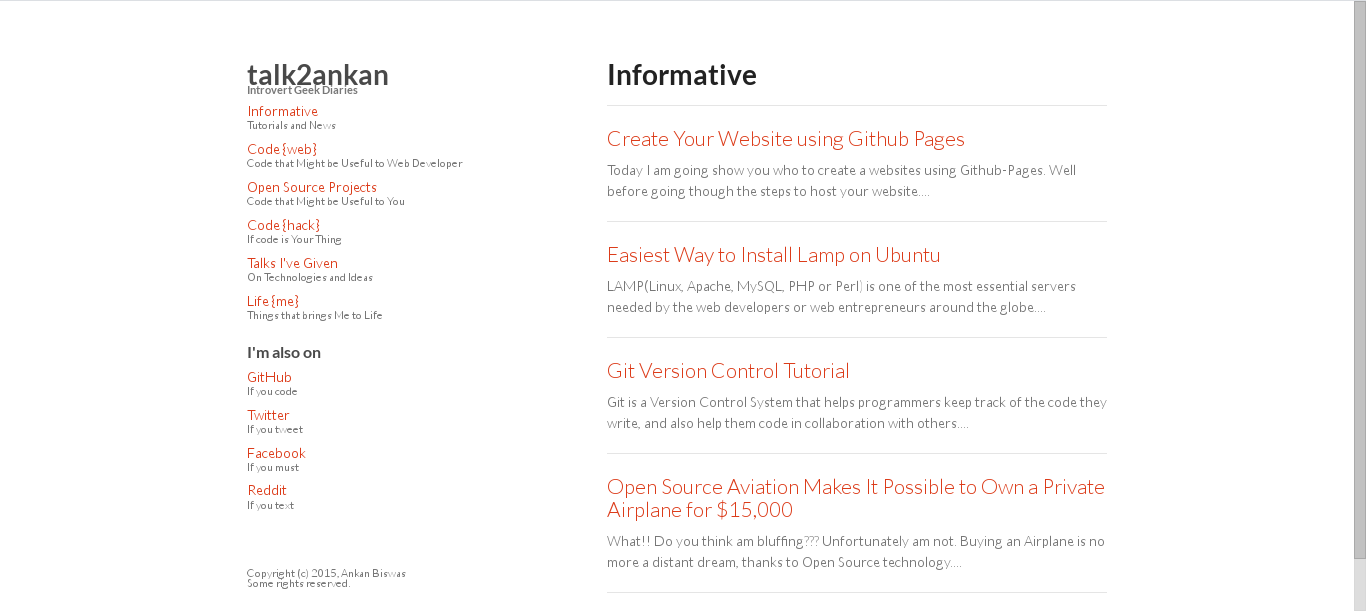 talk2ankan
Introvert Geek Diaries
Informative
Tutorials and News
Code {web}
Code that Might be Useful to Web Developer
Open Source Projects
Code that Might be Useful to You
Code {hack}
If code is Your Thing
Talks I've Given
On Technologies and Ideas
Life {me}
Things that brings Me to Life
I'm also on
GitHub
If you code
Twitter
If you tweet
Facebook
If you must
Reddit
If you text
Copyright (c) 2015, Ankan Biswas
Some rights reserved.
Informative
Create Your Website using Github Pages
Today I am going show you who to create a websites using Github-Pages. Well
before going though the steps to host your website....
Easiest Way to Install Lamp on Ubuntu
LAMP(Linux, Apache, MySQL, PHP or Perl) is one of the most essential servers
needed by the web developers or web entrepreneurs around the globe....
Git Version Control Tutorial
Git is a Version Control System that helps programmers keep track of the code they
write, and also help them code in collaboration with others....
Open Source Aviation Makes It Possible to Own a Private
Airplane for $15,000
What!! Do you think am bluffing??? Unfortunately am not. Buying an Airplane is no
more a distant dream, thanks to Open Source technology....